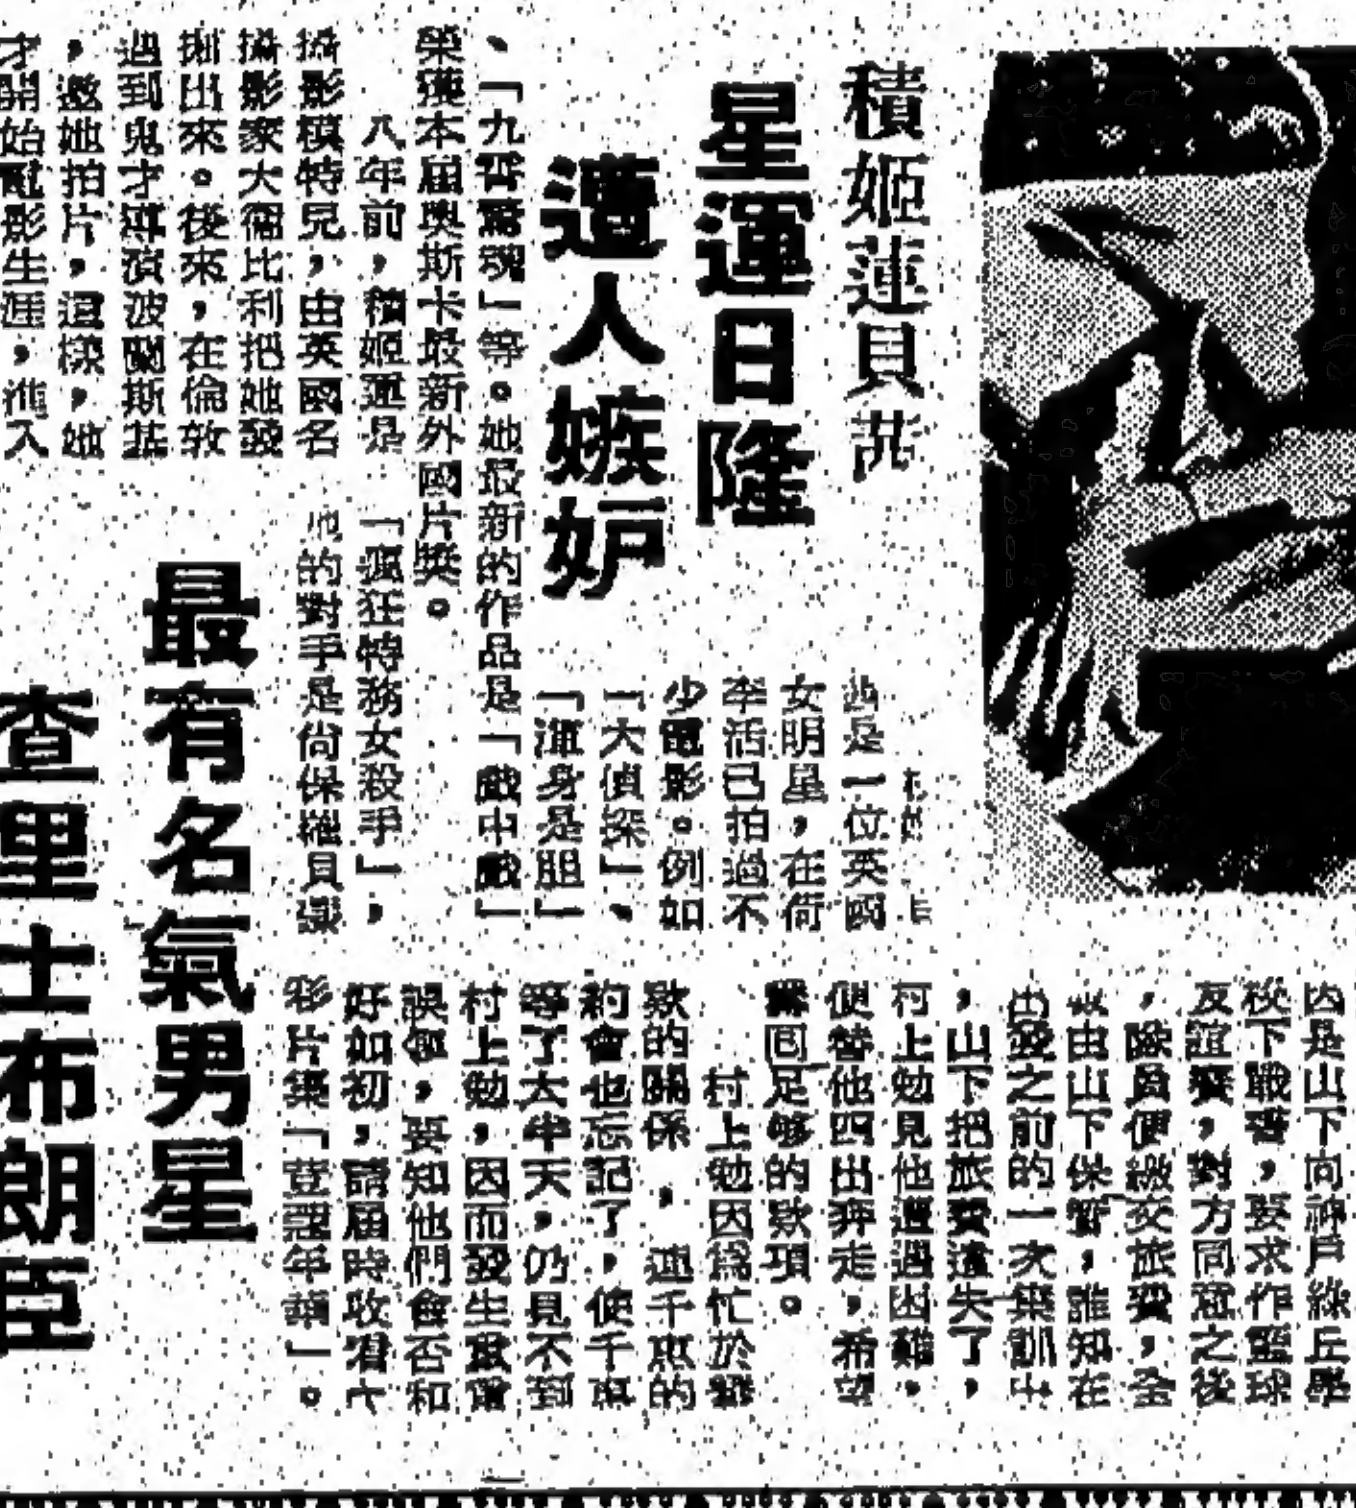 積姬蓮貝茜
星運日隆
遭人嫉妒
茜是一位英國
女明星，在荷
李活已拍過不
少電影。例如
「大偵探」、
「渾身是胆」
、「九霄驚魂」等。她最新的作品是「戲中戲」
榮獲本屆奧斯卡最新外國片獎。
八年前，積姬還是
攝影模特兒，由英國名
攝影家大衛比利把她發
掘出來。後來，在倫敦
遇到鬼才導演波蘭斯基
，邀她拍片，這樣，她
才開始電影生涯，進入
「瘋狂特務女殺手」，
她的對手是尚保羅貝
最有名氣男星
查里士布朗臣
因是山下向神戶綠丘學
校下戰書，要求作籃球
友誼賽，對方同意之後
，隊員便繳交旅費，全
由山下保管，誰知在
出發之前的一次集訓中
，山下把旅費遺失了，
村上勉見他遭遇困難，
便替他四出奔走，希望
籌回足夠的欵項。
村上勉因爲忙於籌
欵的關係，連千惠的
約會也忘記了，使千惠
等了大半天，仍見不到
村上勉，因而發生很大
誤會，要知他們會否和
好如初，請屆時收看七
彩片集「登龍年華」。